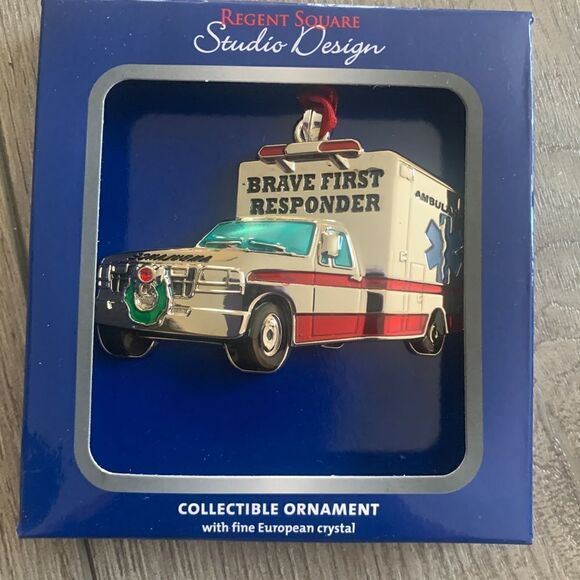 REGENT SQUARE
Studio Design
BRAVE FIRST
RESPONDER
COLLECTIBLE ORNAMENT
with fine European crystal